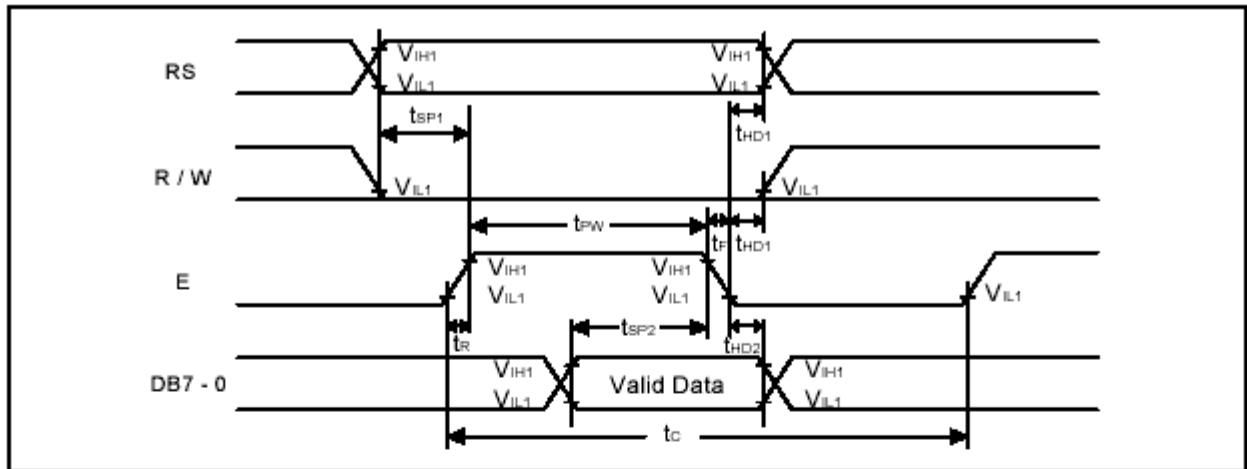 RS
VIH1 VIH1
VIL1 VIL1
tSP1 tHD1
R / W
VIL1 VIL1
tPW tF tHD1
E
VIH1 VIH1
VIL1 VIL1 VIL1
tR tSP2 tHD2
DB7 - 0
VIH1 VIH1
Valid Data
VIL1 VIL1
tC